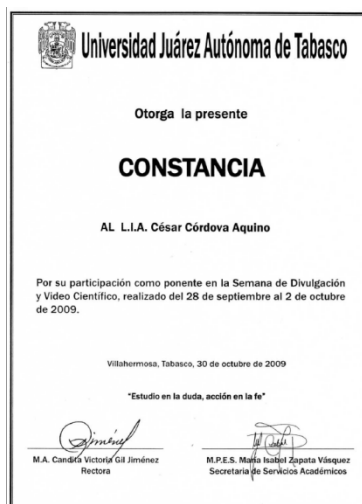 Universidad Juárez Autónoma de Tabasco
Otorga la presente
CONSTANCIA
AL L.I.A. César Córdova Aquino
Por su participación como ponente en la Semana de Divulgación
y Video Científico, realizado del 28 de septiembre al 2 de octubre
de 2009.
Villahermosa, Tabasco, 30 de octubre de 2009
"Estudio en la duda, acción en la fe"
M.A. Candita Victoria Gil Jiménez
Rectora
M.P.E.S. María Isabel Zapata Vásquez
Secretaria de Servicios Académicos